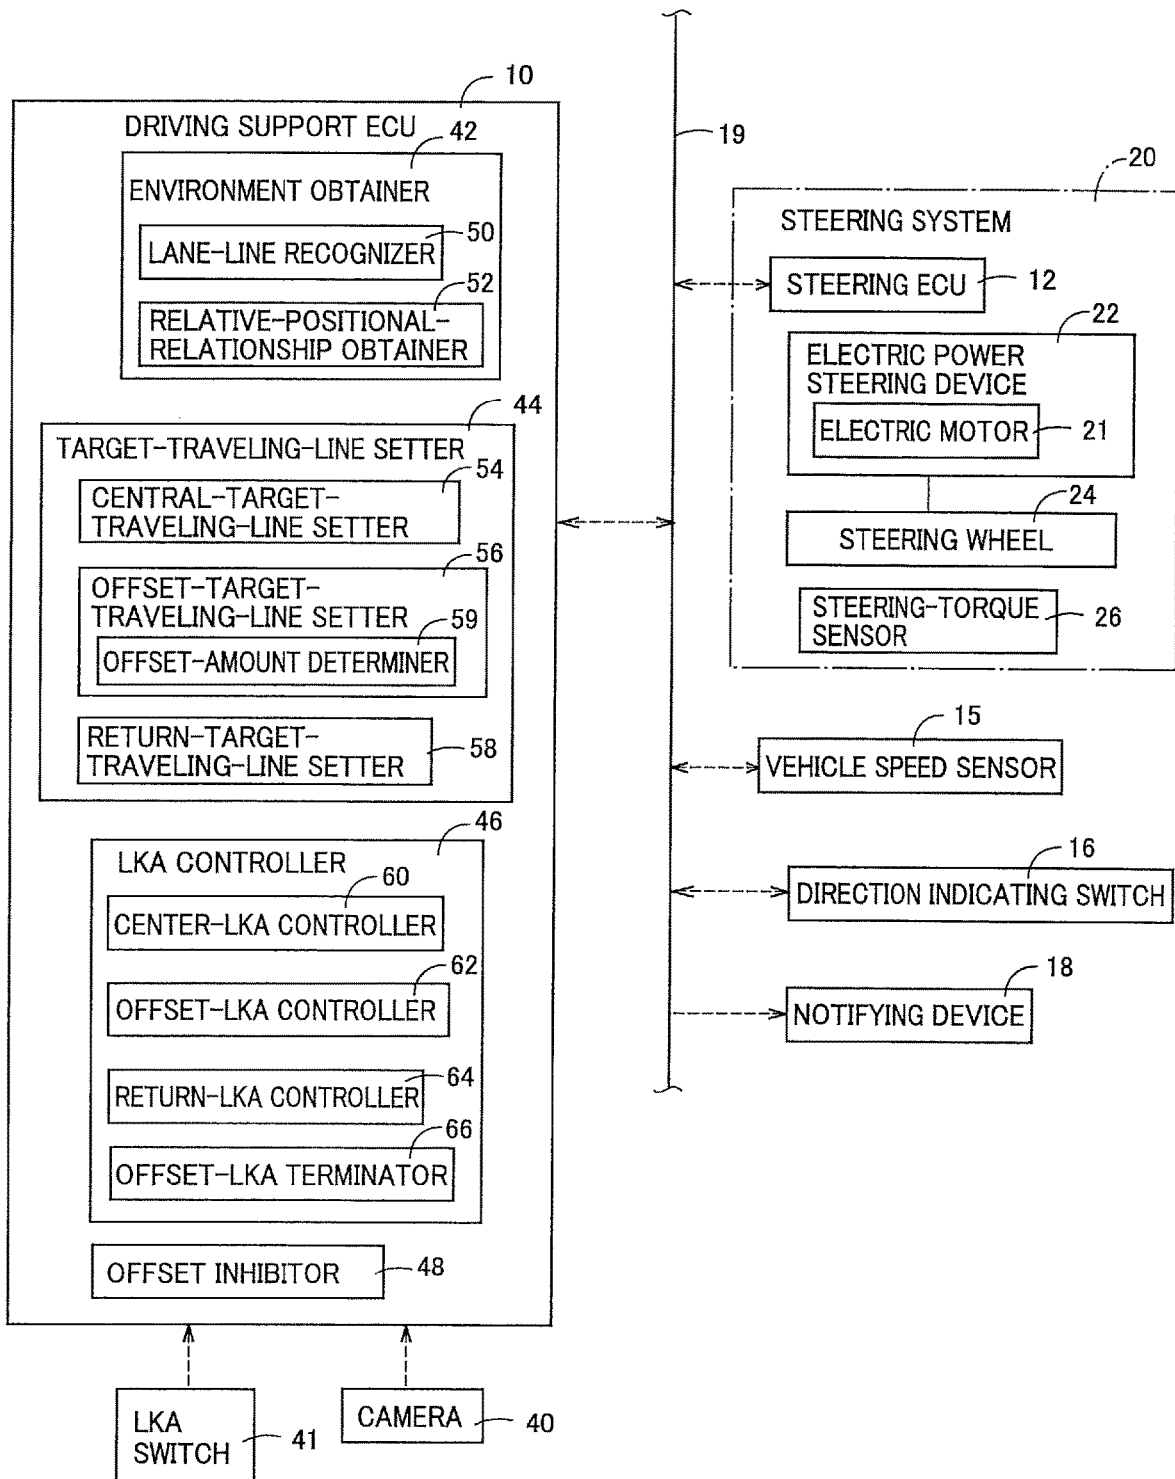 10
DRIVING SUPPORT ECU
42
ENVIRONMENT OBTAINER
50
LANE-LINE RECOGNIZER
52
RELATIVE-POSITIONAL-
RELATIONSHIP OBTAINER
44
TARGET-TRAVELING-LINE SETTER
54
CENTRAL-TARGET-
TRAVELING-LINE SETTER
56
OFFSET-TARGET-
TRAVELING-LINE SETTER
59
OFFSET-AMOUNT DETERMINER
RETURN-TARGET-
TRAVELING-LINE SETTER
58
46
LKA CONTROLLER
60
CENTER-LKA CONTROLLER
62
OFFSET-LKA CONTROLLER
64
RETURN-LKA CONTROLLER
66
OFFSET-LKA TERMINATOR
OFFSET INHIBITOR
48
LKA
SWITCH
41
CAMERA
40
19
20
STEERING SYSTEM
STEERING ECU
12
22
ELECTRIC POWER
STEERING DEVICE
ELECTRIC MOTOR
21
24
STEERING WHEEL
STEERING-TORQUE
SENSOR
26
15
VEHICLE SPEED SENSOR
16
DIRECTION INDICATING SWITCH
18
NOTIFYING DEVICE